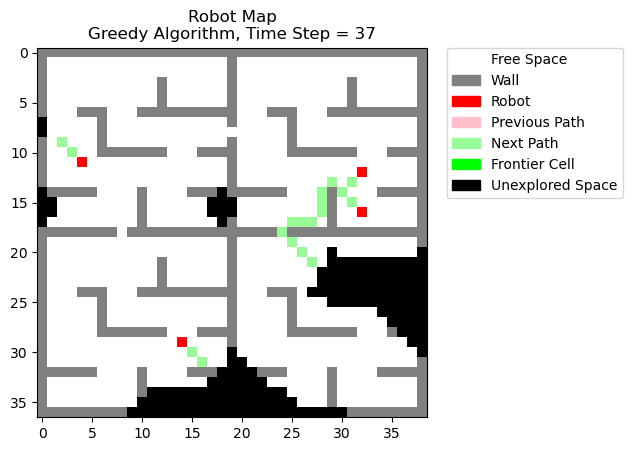 Robot Map
Greedy Algorithm, Time Step = 37
0
5
10
15
20
25
30
35
0
5
10
15
20
25
30
35
Free Space
Wall
Robot
Previous Path
Next Path
Frontier Cell
Unexplored Space